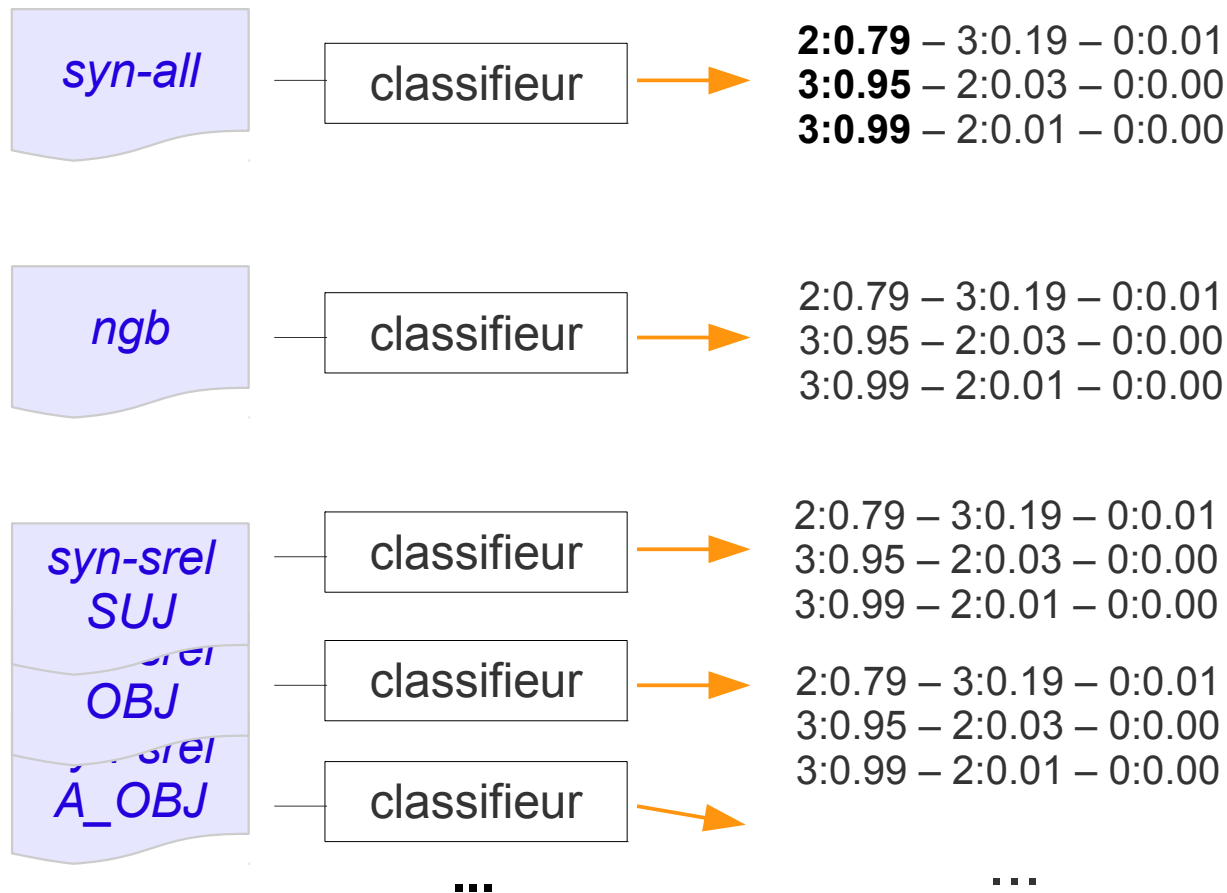 syn-all
classifieur
2:0.79 – 3:0.19 – 0:0.01
3:0.95 – 2:0.03 – 0:0.00
3:0.99 – 2:0.01 – 0:0.00
ngb
classifieur
2:0.79 – 3:0.19 – 0:0.01
3:0.95 – 2:0.03 – 0:0.00
3:0.99 – 2:0.01 – 0:0.00
syn-srel
SUJ
classifieur
2:0.79 – 3:0.19 – 0:0.01
3:0.95 – 2:0.03 – 0:0.00
3:0.99 – 2:0.01 – 0:0.00
OBJ
classifieur
2:0.79 – 3:0.19 – 0:0.01
3:0.95 – 2:0.03 – 0:0.00
3:0.99 – 2:0.01 – 0:0.00
A_OBJ
classifieur
...
...